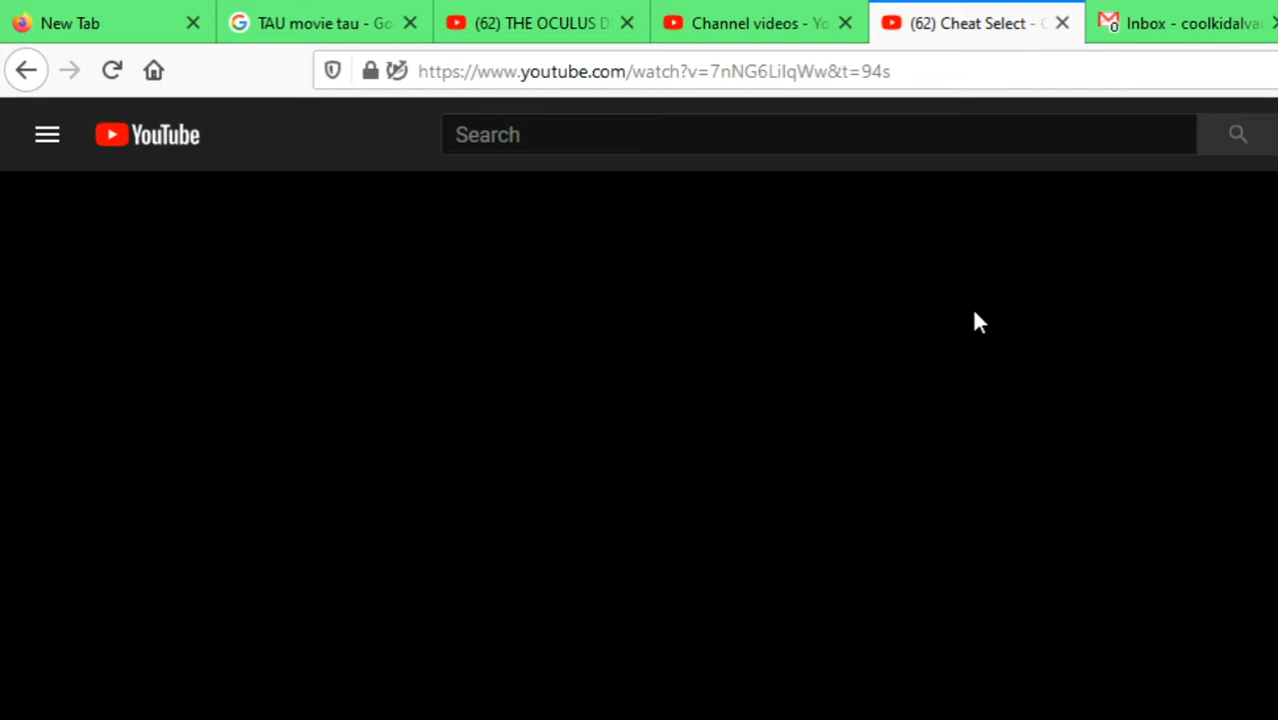 New Tab
TAU movie tau - Go
(62) THE OCULUS D
Channel videos - Yo
(62) Cheat Select -
Inbox - coolkidalva
https://www.youtube.com/watch?v=7nNG6LiIqWw&t=94s
YouTube
Search